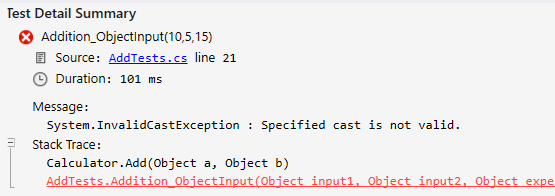 Test Detail Summary
Addition_ObjectInput(10,5,15)
Source: AddTests.cs line 21
Duration: 101 ms
Message:
System.InvalidCastException : Specified cast is not valid.
Stack Trace:
Calculator.Add(Object a, Object b)
AddTests.Addition_ObjectInput(Object input1, Object input2, Object expe